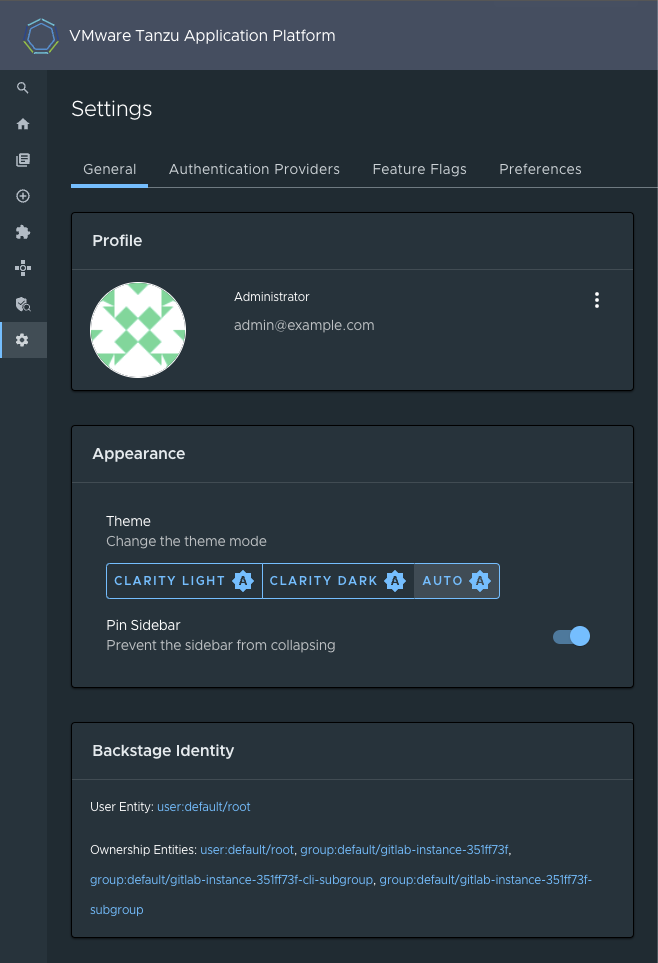 VMware Tanzu Application Platform
Settings
General Authentication Providers Feature Flags Preferences
Profile
Administrator
admin@example.com
Appearance
Theme
Change the theme mode
CLARITY LIGHT A CLARITY DARK A AUTO A
Pin Sidebar
Prevent the sidebar from collapsing
Backstage Identity
User Entity: user:default/root
Ownership Entities: user:default/root, group:default/gitlab-instance-351ff73f,
group:default/gitlab-instance-351ff73f-cli-subgroup, group:default/gitlab-instance-351ff73f-
subgroup